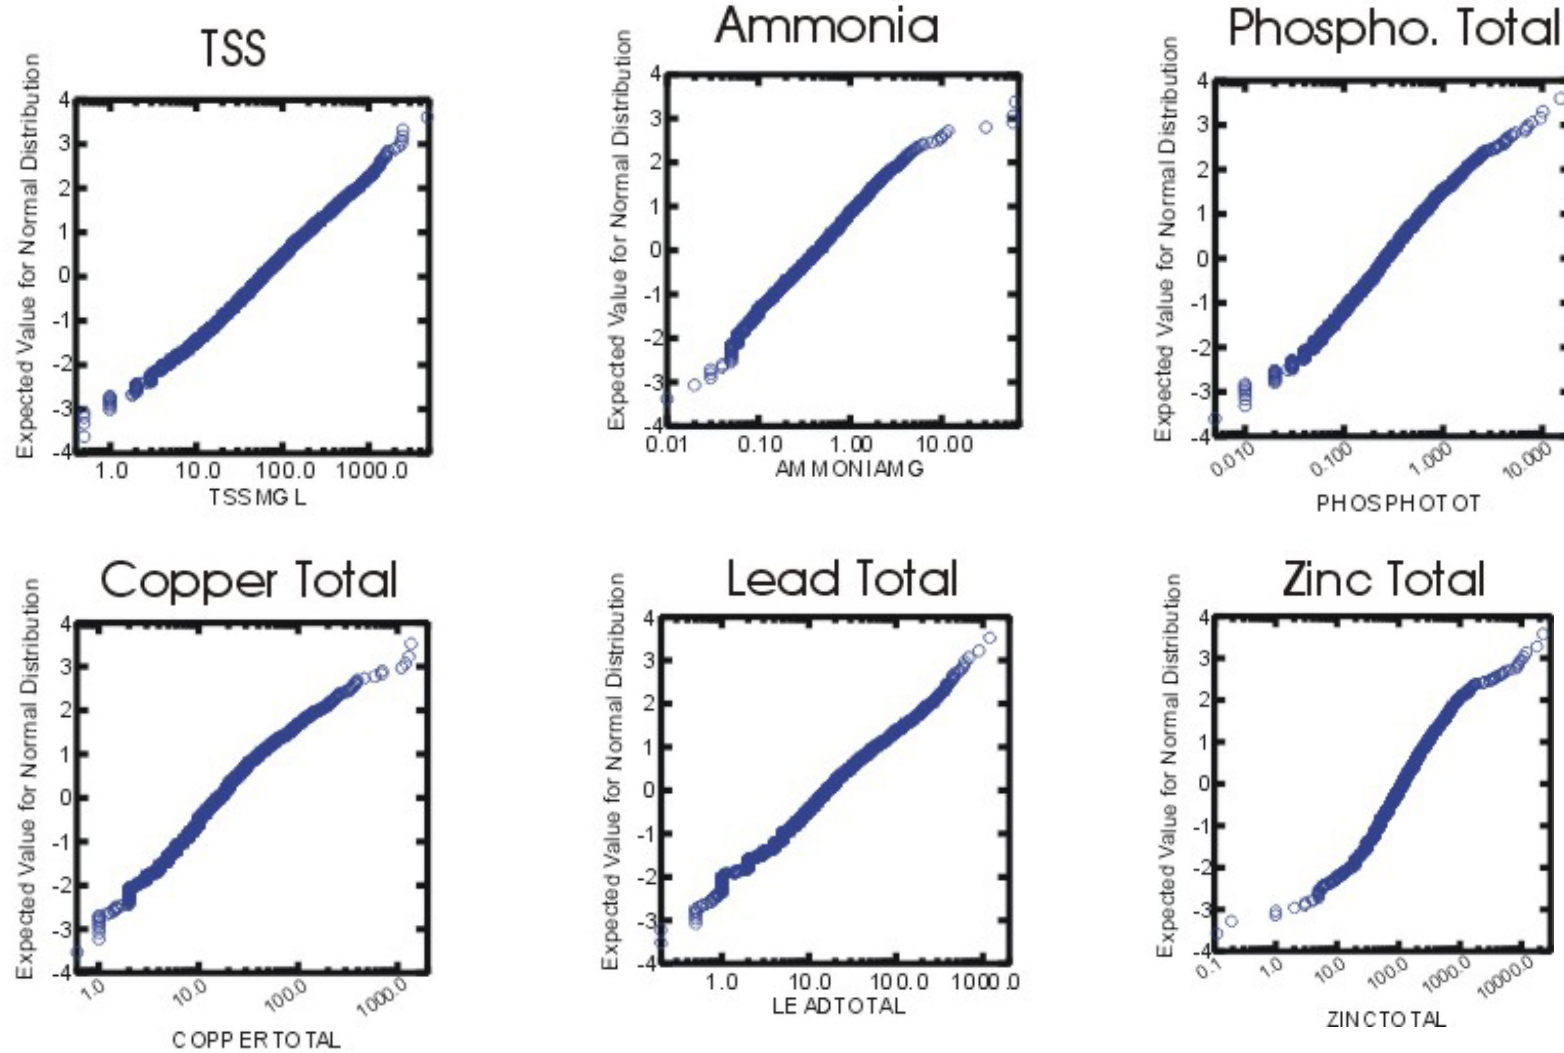 TSS
Expected Value for Normal Distribution
4
3
2
1
0
-1
-2
-3
-4
1.0 10.0 100.0 1000.0
TSSMGL
Ammonia
Expected Value for Normal Distribution
4
3
2
1
0
-1
-2
-3
-4
0.01 0.10 1.00 10.00
AMMONIAMG
Phospho. Total
Expected Value for Normal Distribution
4
3
2
1
0
-1
-2
-3
-4
0.010 0.100 1.000 10.000
PHOSPHOTOT
Copper Total
Expected Value for Normal Distribution
4
3
2
1
0
-1
-2
-3
-4
1.0 10.0 100.0 1000.0
COPPERTOTAL
Lead Total
Expected Value for Normal Distribution
4
3
2
1
0
-1
-2
-3
-4
1.0 10.0 100.0 1000.0
LEADTOTAL
Zinc Total
Expected Value for Normal Distribution
4
3
2
1
0
-1
-2
-3
-4
0.1 1.0 10.0 100.0 1000.0 10000.0
ZINCTOTAL